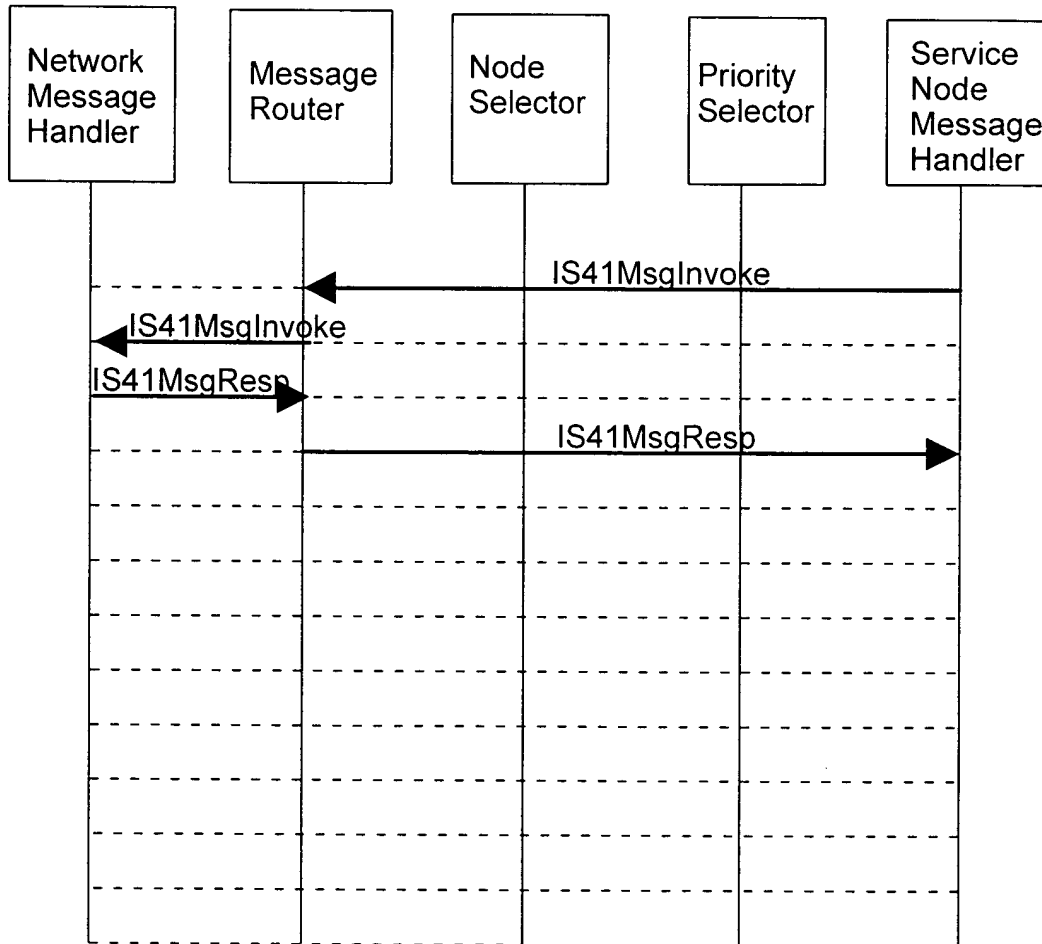 Network
Message
Handler
Message
Router
Node
Selector
Priority
Selector
Service
Node
Message
Handler
IS41MsgInvoke
IS41MsgInvoke
IS41MsgResp
IS41MsgResp